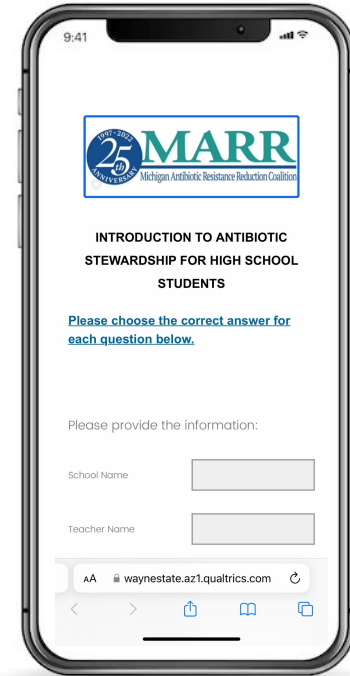 9:41
1997-2022
25th
ANNIVERSARY
MARR
Michigan Antibiotic Resistance Reduction Coalition
INTRODUCTION TO ANTIBIOTIC
STEWARDSHIP FOR HIGH SCHOOL
STUDENTS
Please choose the correct answer for
each question below.
Please provide the information:
School Name
Teacher Name
AA waynestate.az1.qualtrics.com